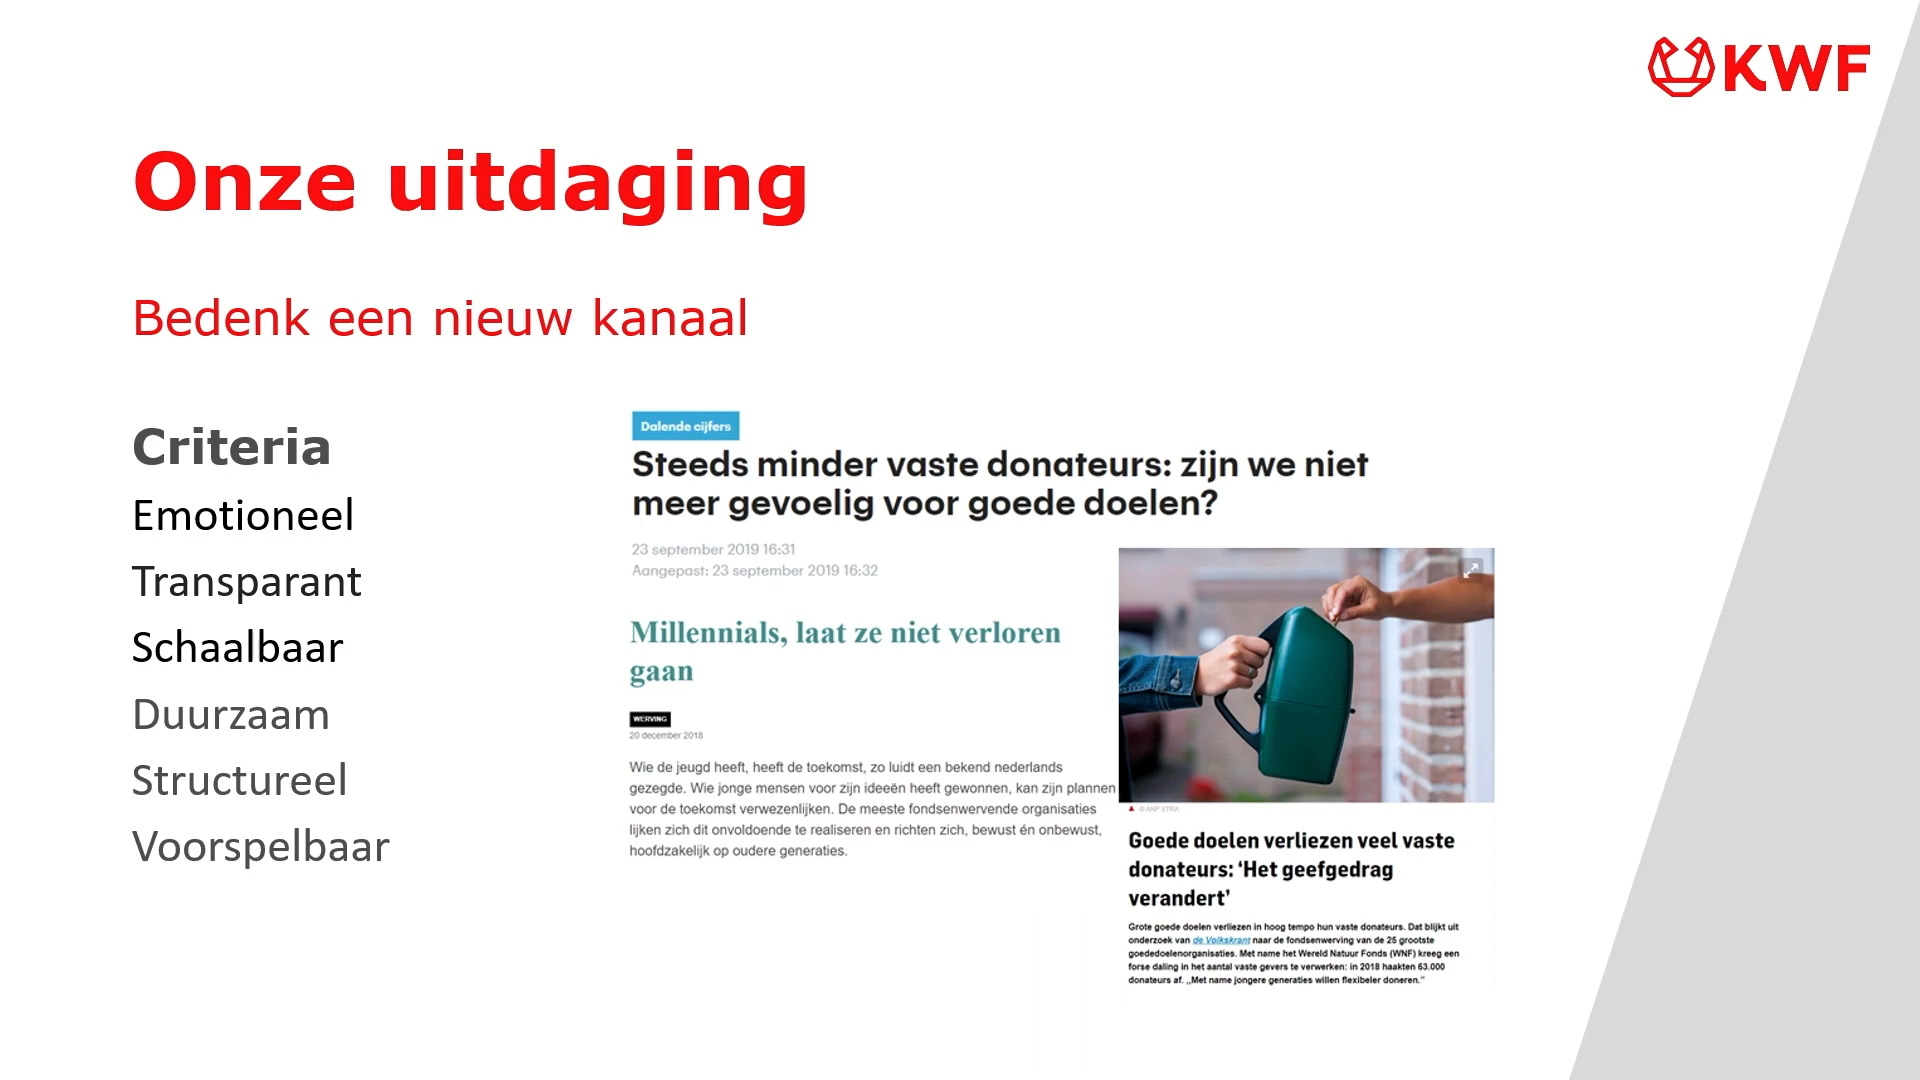 KWF
Onze uitdaging
Bedenk een nieuw kanaal
Criteria
Emotioneel
Transparant
Schaalbaar
Duurzaam
Structureel
Voorspelbaar
Dalende cijfers
Steeds minder vaste donateurs: zijn we niet
meer gevoelig voor goede doelen?
23 september 2019 16:31
Aangepast: 23 september 2019 16:32
Millennials, laat ze niet verloren
gaan
WERVING
20 december 2018
Wie de jeugd heeft, heeft de toekomst, zo luidt een bekend nederlands
gezegde. Wie jonge mensen voor zijn ideeën heeft gewonnen, kan zijn plannen
voor de toekomst verwezenlijken. De meeste fondsenwervende organisaties
lijken zich dit onvoldoende te realiseren en richten zich, bewust én onbewust,
hoofdzakelijk op oudere generaties.
© ANP XTRA
Goede doelen verliezen veel vaste
donateurs: ‘Het geefgedrag
verandert’
Grote goede doelen verliezen in hoog tempo hun vaste donateurs. Dat blijkt uit
onderzoek van de Volkskrant naar de fondsenwerving van de 25 grootste
goededoelenorganisaties. Met name het Wereld Natuur Fonds (WNF) kreeg een
forse daling in het aantal vaste gevers te verwerken: in 2018 haakten 63.000
donateurs af. „Met name jongere generaties willen flexibeler doneren.”